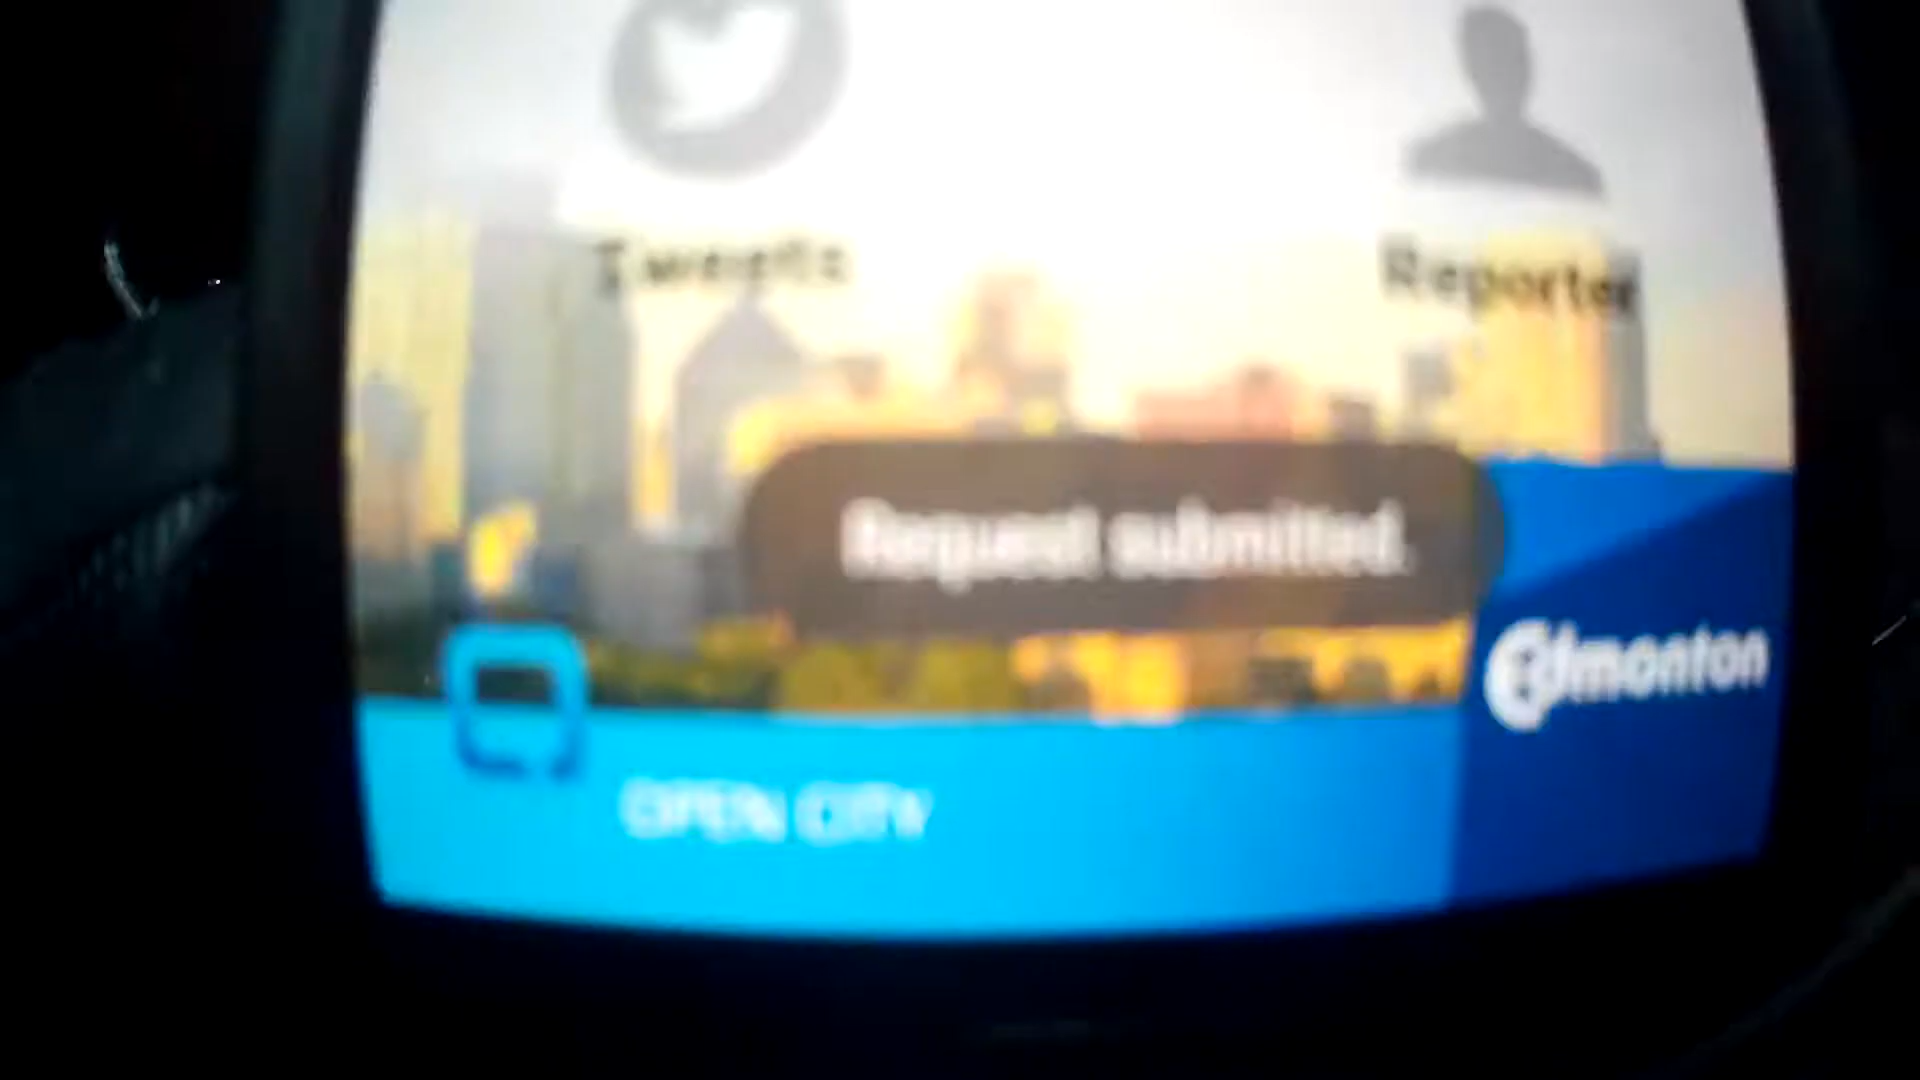 Tweets
Reporter
Request submitted.
Edmonton
OPEN CITY